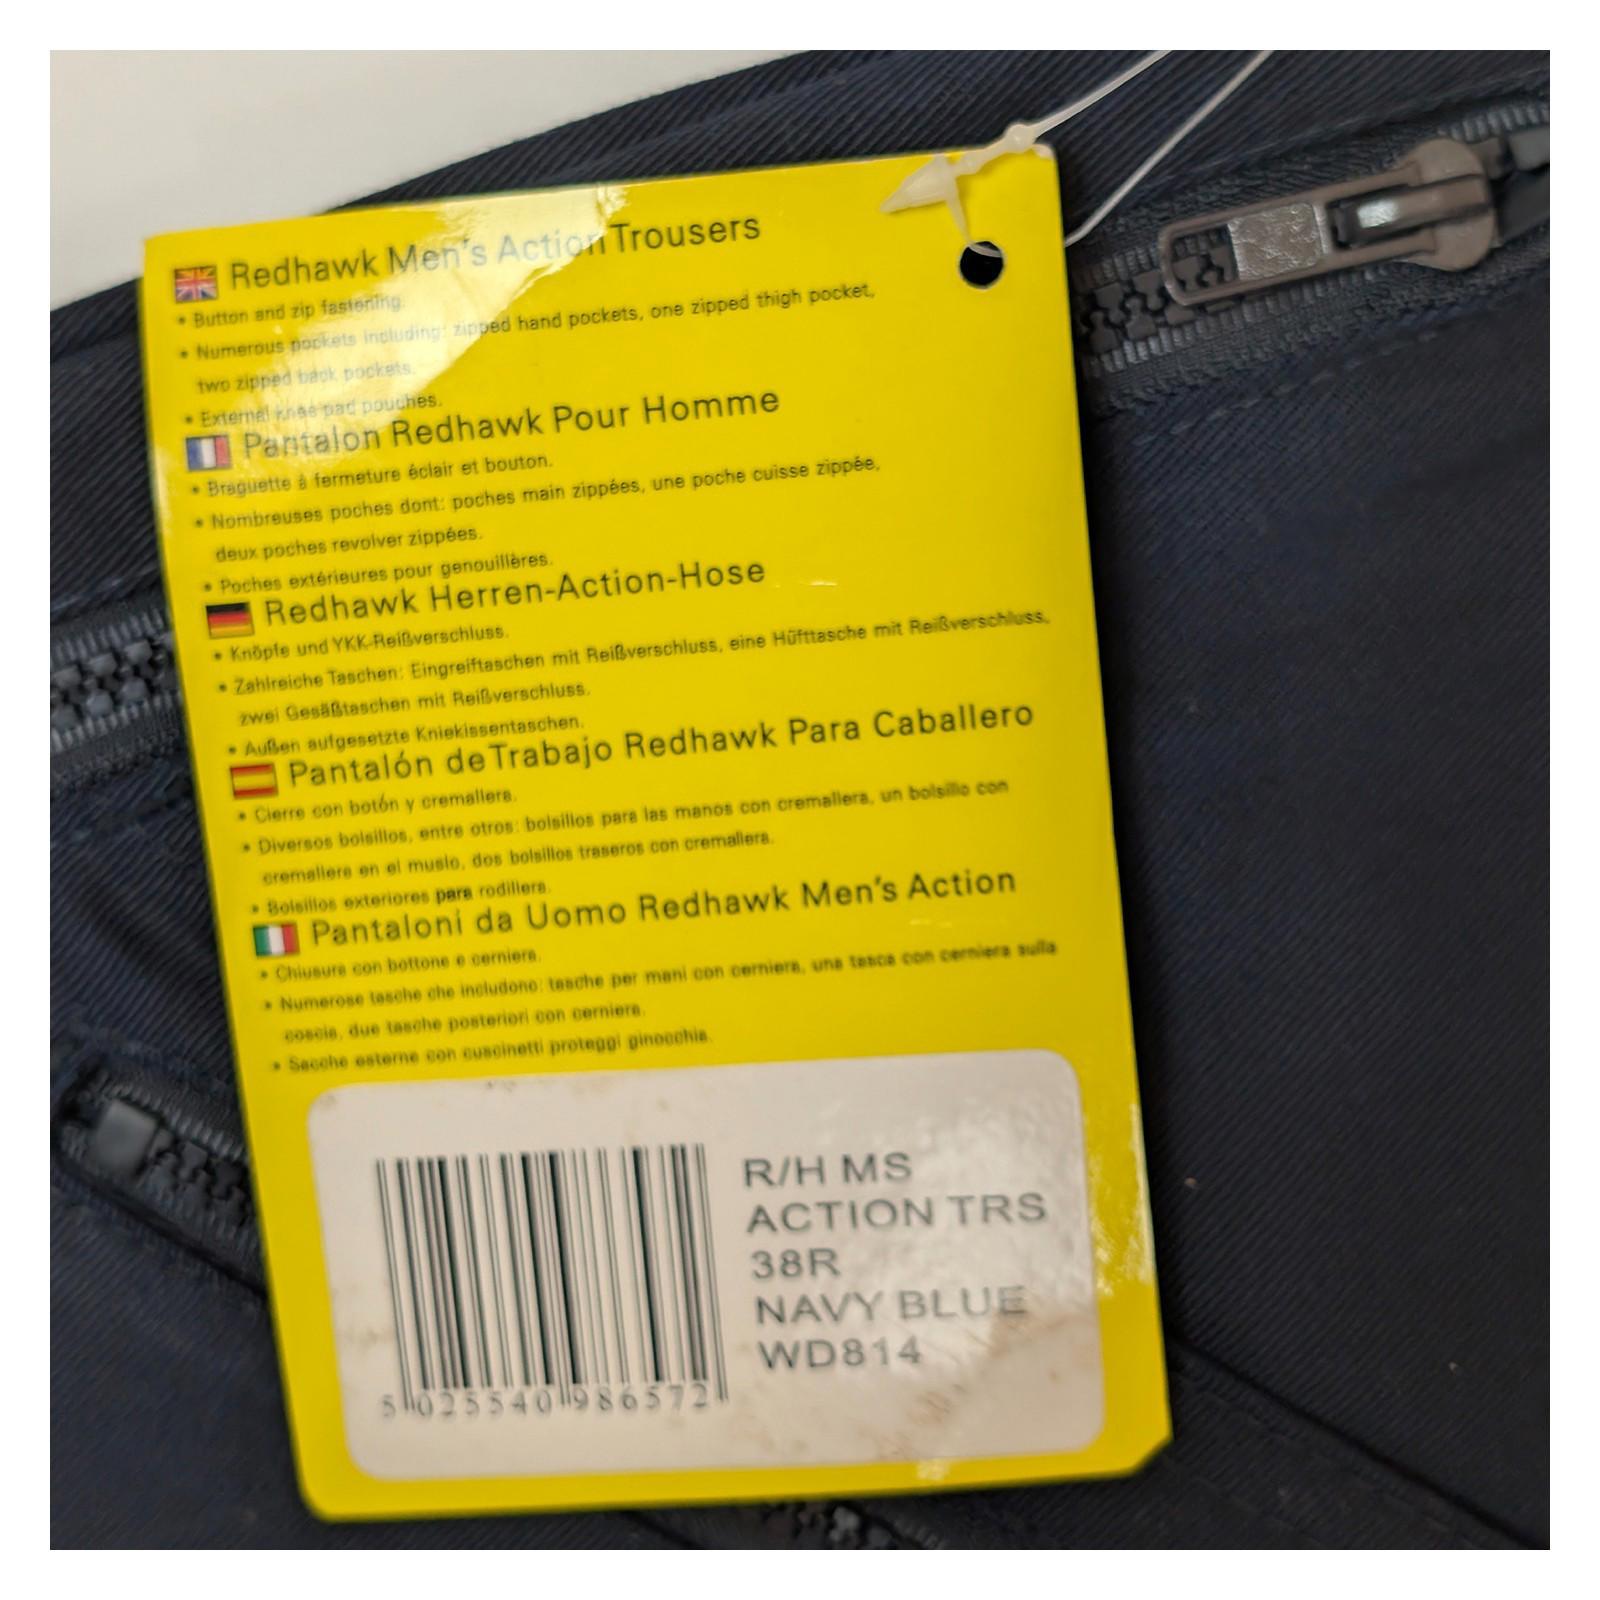 Redhawk Men's Action Trousers
• Button and zip fastening.
• Numerous pockets including: zipped hand pockets, one zipped thigh pocket,
two zipped back pockets.
• External knee pad pouches.
Pantalon Redhawk Pour Homme
• Braguette à fermeture éclair et bouton.
• Nombreuses poches dont: poches main zippées, une poche cuisse zippée,
deux poches revolver zippées.
• Poches extérieures pour genouillères.
Redhawk Herren-Action-Hose
• Knöpfe und YKK-Reißverschluss.
• Zahlreiche Taschen: Eingreiftaschen mit Reißverschluss, eine Hüfttasche mit Reißverschluss,
zwei Gesäßtaschen mit Reißverschluss.
• Außen aufgesetzte Kniekissentaschen.
Pantalón de Trabajo Redhawk Para Caballero
• Cierre con botón y cremallera.
• Diversos bolsillos, entre otros: bolsillos para las manos con cremallera, un bolsillo con
cremallera en el muslo, dos bolsillos traseros con cremallera.
• Bolsillos exteriores para rodillera.
Pantaloni da Uomo Redhawk Men's Action
• Chiusura con bottone e cerniera.
• Numerose tasche che includono: tasche per mani con cerniera, una tasca con cerniera sulla
coscia, due tasche posteriori con cerniera.
• Sacche esterne con cuscinetti proteggi ginocchia.
R/H MS
ACTION TRS
38R
NAVY BLUE
WD814
5 025540 986572